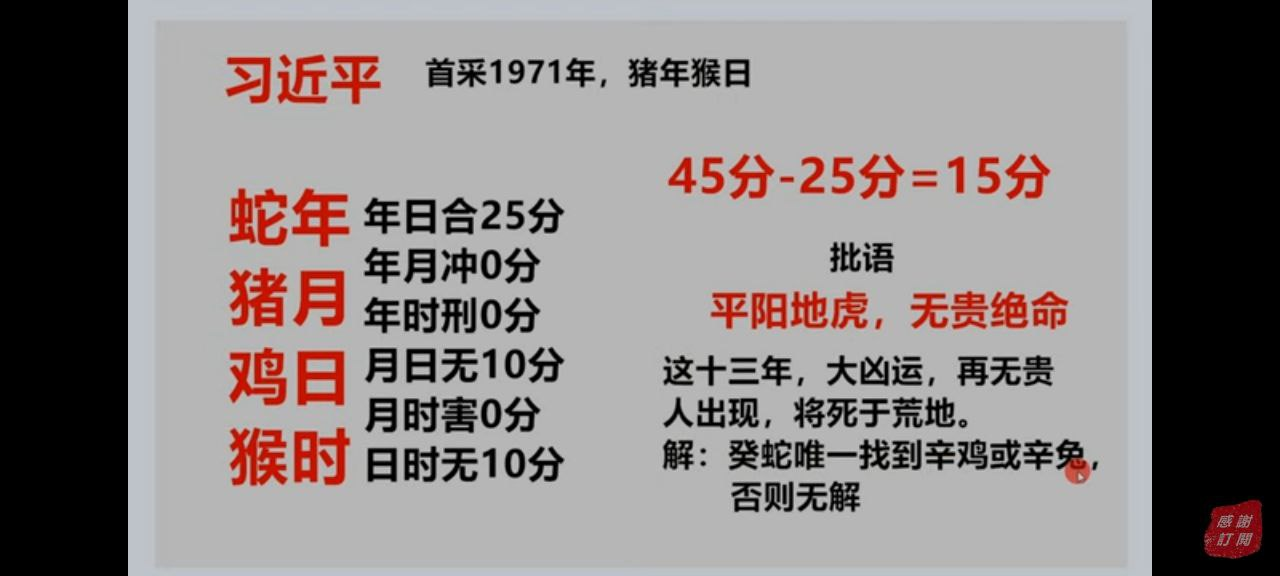 习近平 首采1971年，猪年猴日
45分-25分=15分
蛇年 年日合25分
年月冲0分
猪月 年时刑0分
鸡日 月日无10分
月时害0分
猴时 日时无10分
批语
平阳地虎，无贵绝命
这十三年，大凶运，再无贵
人出现，将死于荒地。
解：癸蛇唯一找到辛鸡或辛兔，
否则无解
感謝
訂閱